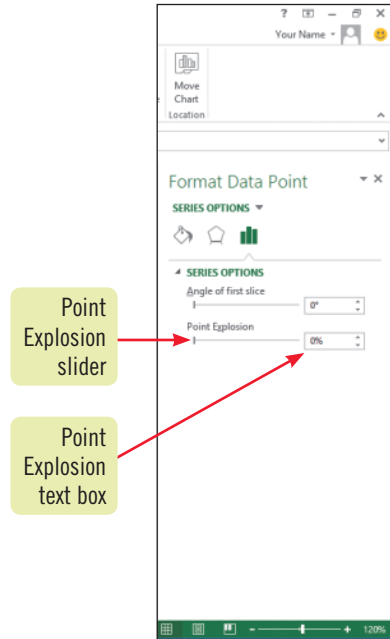 ?
Your Name
Move
Chart
Location
Format Data Point
SERIES OPTIONS
SERIES OPTIONS
Angle of first slice
0°
Point Explosion
0%
Point
Explosion
slider
Point
Explosion
text box
120%